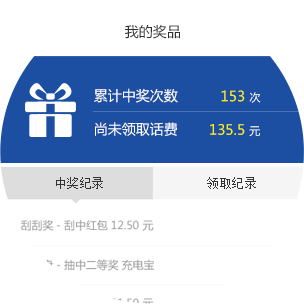 我的奖品
累计中奖次数 153 次
尚未领取话费 135.5 元
中奖纪录 领取纪录
刮刮奖 - 刮中红包 12.50 元
- 抽中二等奖 充电宝
.50 元